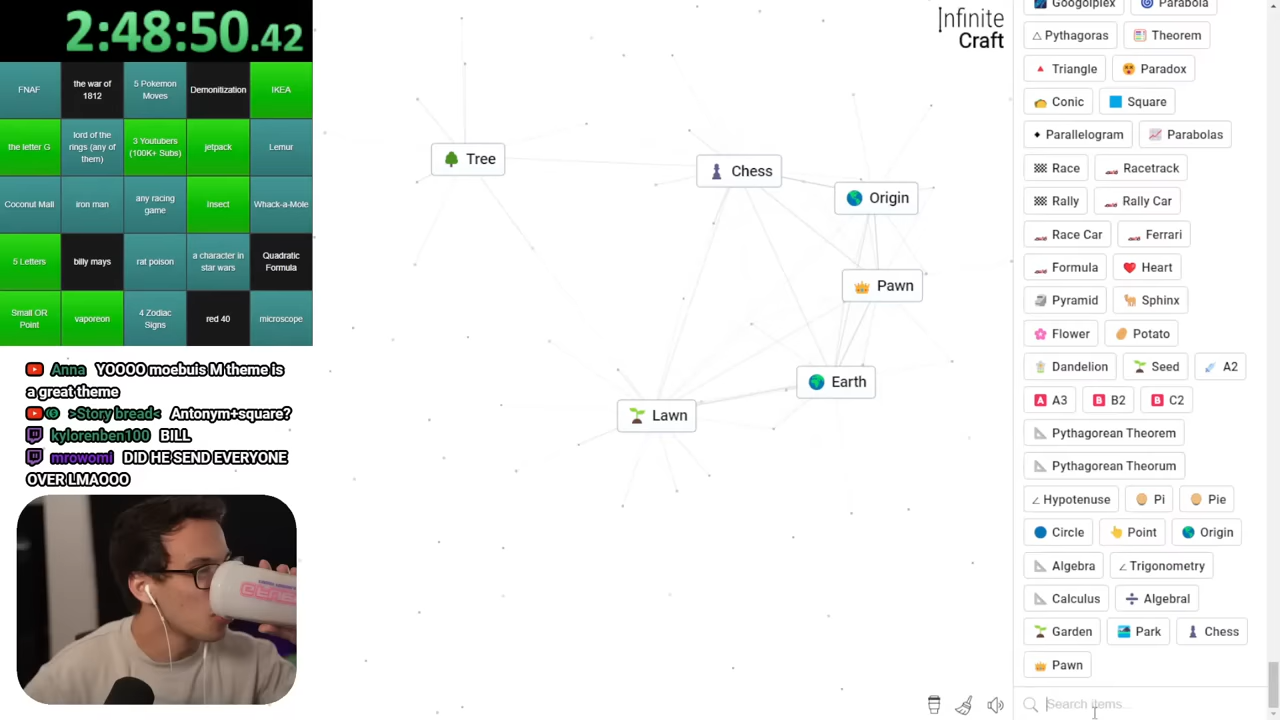 2:48:50.42
FNAF
the war of
1812
5 Pokemon
Moves
Demonitization
IKEA
the letter G
lord of the
rings (any of
them)
3 Youtubers
(100K+ Subs)
jetpack
Lemur
Coconut Mall
iron man
any racing
game
Insect
Whack-a-Mole
5 Letters
billy mays
rat poison
a character in
star wars
Quadratic
Formula
Small OR
Point
vaporeon
4 Zodiac
Signs
red 40
microscope
Anna YOOOO moebuis M theme is
a great theme
>Story bread< Antonym+square?
kylorenben100 BILL
mrowomi DID HE SEND EVERYONE
OVER LMAOOO
Infinite
Craft
Tree
Chess
Origin
Pawn
Earth
Lawn
Googolplex Parabola
Pythagoras Theorem
Triangle Paradox
Conic Square
Parallelogram Parabolas
Race Racetrack
Rally Rally Car
Race Car Ferrari
Formula Heart
Pyramid Sphinx
Flower Potato
Dandelion Seed A2
A3 B2 C2
Pythagorean Theorem
Pythagorean Theorum
Hypotenuse Pi Pie
Circle Point Origin
Algebra Trigonometry
Calculus Algebral
Garden Park Chess
Pawn
Search items...